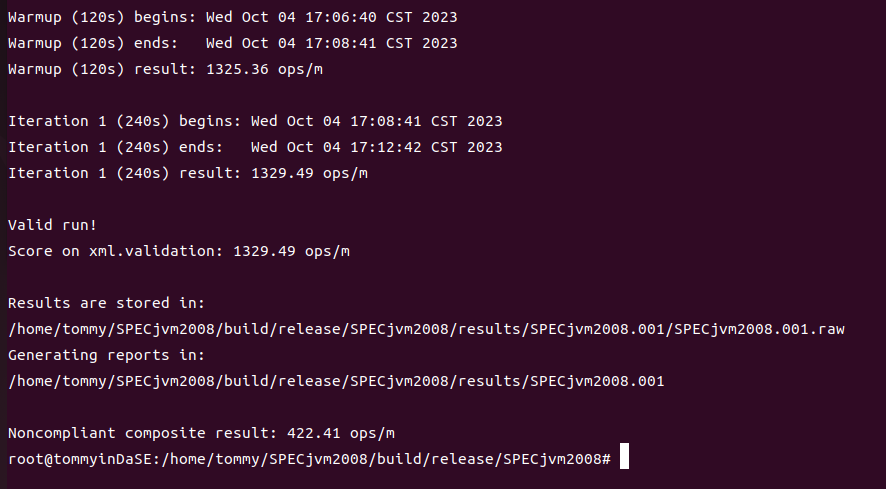 Warmup (120s) begins: Wed Oct 04 17:06:40 CST 2023
Warmup (120s) ends:   Wed Oct 04 17:08:41 CST 2023
Warmup (120s) result: 1325.36 ops/m

Iteration 1 (240s) begins: Wed Oct 04 17:08:41 CST 2023
Iteration 1 (240s) ends:   Wed Oct 04 17:12:42 CST 2023
Iteration 1 (240s) result: 1329.49 ops/m

Valid run!
Score on xml.validation: 1329.49 ops/m

Results are stored in:
/home/tommy/SPECjvm2008/build/release/SPECjvm2008/results/SPECjvm2008.001/SPECjvm2008.001.raw
Generating reports in:
/home/tommy/SPECjvm2008/build/release/SPECjvm2008/results/SPECjvm2008.001

Noncompliant composite result: 422.41 ops/m
root@tommyinDaSE:/home/tommy/SPECjvm2008/build/release/SPECjvm2008#